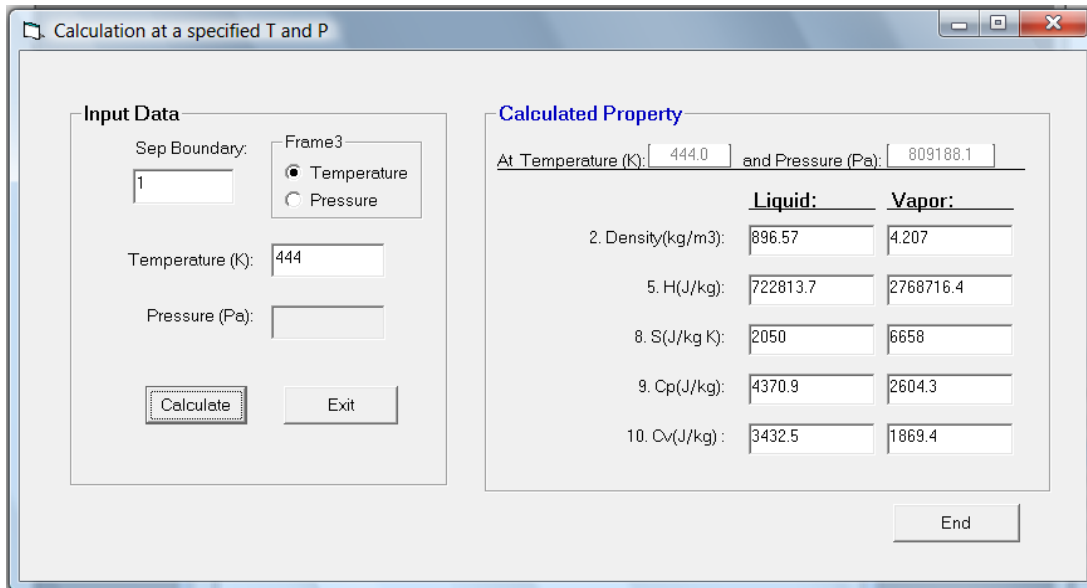 Calculation at a specified T and P
Input Data
Sep Boundary:
1
Frame3
Temperature
Pressure
Temperature (K): 444
Pressure (Pa):
Calculate Exit
Calculated Property
At Temperature (K): 444.0 and Pressure (Pa): 809188.1
Liquid: Vapor:
2. Density(kg/m3): 896.57 4.207
5. H(J/kg): 722813.7 2768716.4
8. S(J/kg K): 2050 6658
9. Cp(J/kg): 4370.9 2604.3
10. Cv(J/kg) : 3432.5 1869.4
End